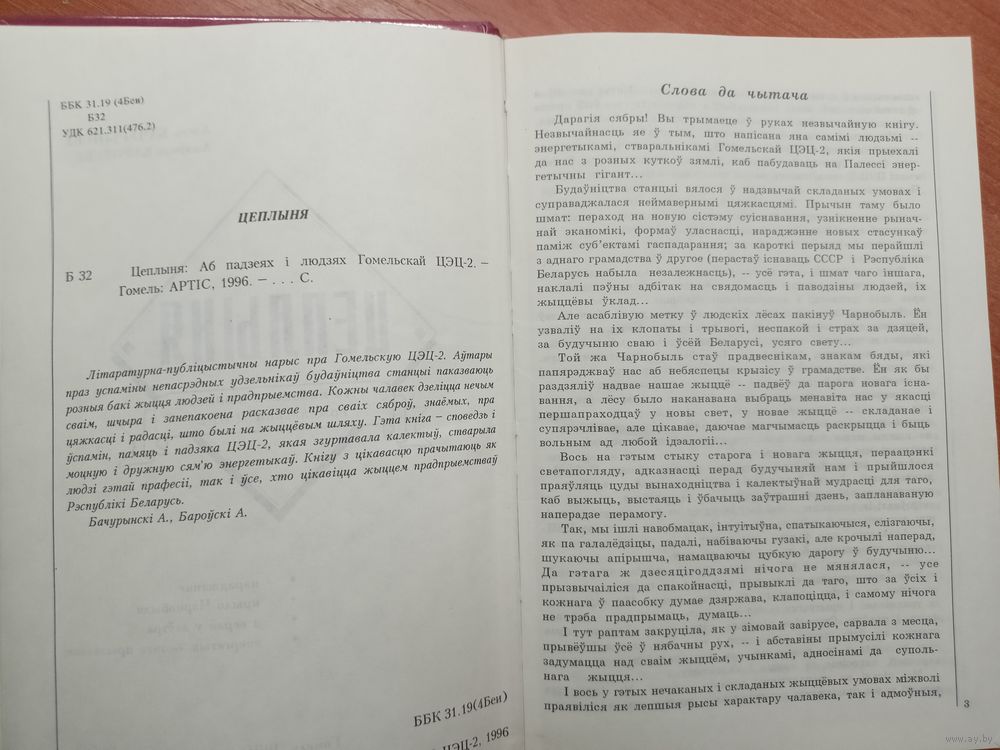 ББК 31.19 (4Беи)
Б32
УДК 621.311(476.2)
ЦЕПЛЫНЯ
Б 32
Цеплыня: Аб падзеях і людзях Гомельскай ЦЭЦ-2. –
Гомель: АРТІС, 1996. – . . . С.
Літаратурна-публіцыстычны нарыс пра Гомельскую ЦЭЦ-2. Аўтары
праз успаміны непасрэдных удзельнікаў будаўніцтва станцыі паказваюць
розныя бакі жыцця людзей і прадпрыемства. Кожны чалавек дзеліцца нечым
сваім, шчыра і занепакоена расказвае пра сваіх сяброў, знаёмых, пра
цяжкасці і радасці, што былі на жыццёвым шляху. Гэта кніга – споведзь і
ўспамін, памяць і падзяка ЦЭЦ-2, якая згуртавала калектыў, стварыла
моцную і дружную сям'ю энергетыкаў. Кнігу з цікавасцю прачытаюць як
людзі гэтай прафесіі, так і ўсе, хто цікавіцца жыццем прадпрыемстваў
Рэспублікі Беларусь.
Бачурынскі А., Бароўскі А.
ББК 31.19(4Беи)
ЦЭЦ-2, 1996
Слова да чытача
Дарагія сябры! Вы трымаеце ў руках незвычайную кнігу.
Незвычайнасць яе ў тым, што напісана яна самімі людзьмі --
энергетыкамі, стваральнікамі Гомельскай ЦЭЦ-2, якія прыехалі
да нас з розных куткоў зямлі, каб пабудаваць на Палессі энер-
гетычны гігант...
Будаўніцтва станцыі вялося ў надзвычай складаных умовах і
суправаджалася неймавернымі цяжкасцямі. Прычын таму было
шмат: пераход на новую сістэму суіснавання, узнікненне рынач-
най эканомікі, формаў уласнасці, нараджэнне новых стасункаў
паміж суб'ектамі гаспадарання; за кароткі перыяд мы перайшлі
з аднаго грамадства ў другое (перастаў існаваць СССР і Рэспубліка
Беларусь набыла незалежнасць), -- усё гэта, і шмат чаго іншага,
наклалі пэўны адбітак на свядомасць і паводзіны людзей, іх
жыццёвы ўклад...
Але асаблівую метку ў людскіх лёсах пакінуў Чарнобыль. Ён
узваліў на іх клопаты і трывогі, неспакой і страх за дзяцей,
за будучыню сваю і ўсёй Беларусі, усяго свету...
Той жа Чарнобыль стаў прадвеснікам, знакам бяды, які
папярэджваў нас аб небяспецы крызісу ў грамадстве. Ён як бы
раздзяліў надвае нашае жыццё -- падвёў да парога новага існа-
вання, а лёсу было наканавана выбраць менавіта нас у якасці
першапраходцаў у новы свет, у новае жыццё -- складанае і
супярэчлівае, але цікавае, даючае магчымасць раскрыцца і быць
вольным ад любой ідэалогіі...
Вось на гэтым стыку старога і новага жыцця, пераацэнкі
светапогляду, адказнасці перад будучыняй нам і прыйшлося
праяўляць цуды вынаходніцтва і калектыўнай мудрасці для таго,
каб выжыць, выстаяць і ўбачыць заўтрашні дзень, запланаваную
наперадзе перамогу.
Так, мы ішлі навобмацак, інтуітыўна, спатыкаючыся, слізгаючы,
як па галалёдзіцы, падалі, набіваючы гузакі, але крочылі наперад,
шукаючы апірышча, намацваючы цубкую дарогу ў будучыню...
Да гэтага ж дзесяцігоддзямі нічога не мянялася, -- усе
прызвычаіліся да спакойнасці, прывыклі да таго, што за ўсіх і
кожнага ў паасобку думае дзяржава, клапоціцца, і самому нічога
не трэба прадпрымаць, думаць...
І тут раптам закруціла, як у зімовай завірусе, сарвала з месца,
прывёўшы ўсё ў нябачны рух, -- і абставіны прымусілі кожнага
задумацца над сваім жыццём, учынкамі, адносінамі да суполь-
нага жыцця...
І вось у гэтых нечаканых і складаных жыццёвых умовах міжволі
праявіліся як лепшыя рысы характару чалавека, так і адмоўныя,
3
www.ay.by